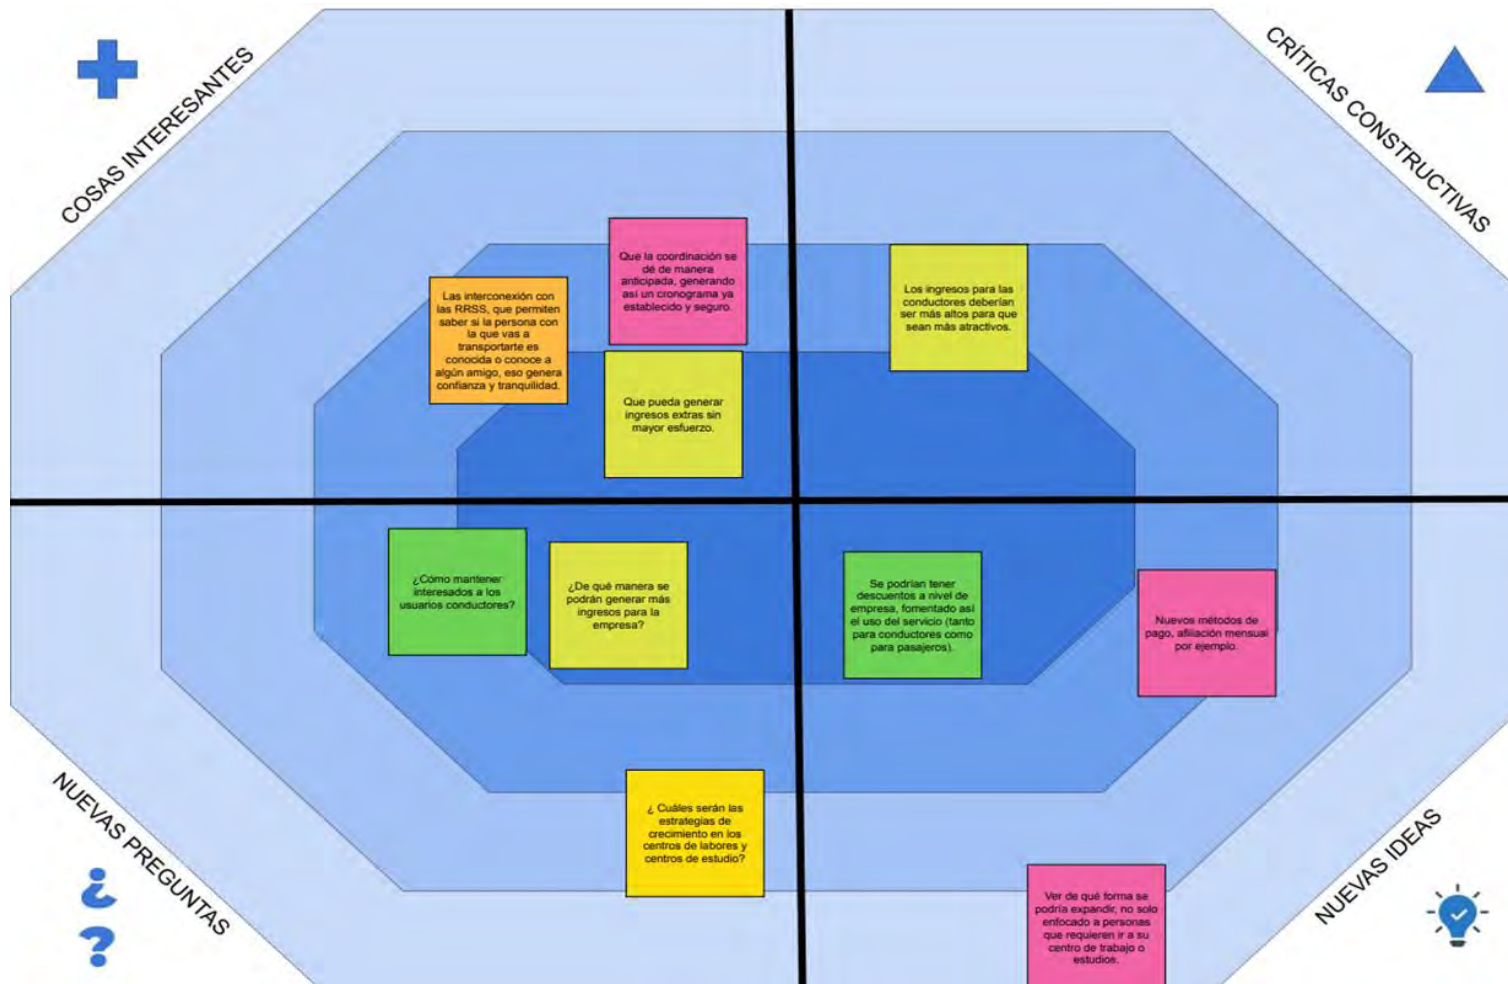 COSAS INTERESANTES
CRÍTICAS CONSTRUCTIVAS
Las interconexión con
las RRSS, que permiten
saber si la persona con
la que vas a
transportarte es
conocida o conoce a
algún amigo, eso genera
confianza y tranquilidad.
Que la coordinación se
dé de manera
anticipada, generando
así un cronograma ya
establecido y seguro.
Que pueda generar
ingresos extras sin
mayor esfuerzo.
Los ingresos para las
conductores deberían
ser más altos para que
sean más atractivos.
¿Cómo mantener
interesados a los
usuarios conductores?
¿De qué manera se
podrán generar más
ingresos para la
empresa?
¿ Cuáles serán las
estrategias de
crecimiento en los
centros de labores y
centros de estudio?
Se podrían tener
descuentos a nivel de
empresa, fomentado así
el uso del servicio (tanto
para conductores como
para pasajeros).
Nuevos métodos de
pago, afiliación mensual
por ejemplo.
Ver de qué forma se
podría expandir, no solo
enfocado a personas
que requieren ir a su
centro de trabajo o
estudios.
NUEVAS PREGUNTAS
¿
?
NUEVAS IDEAS